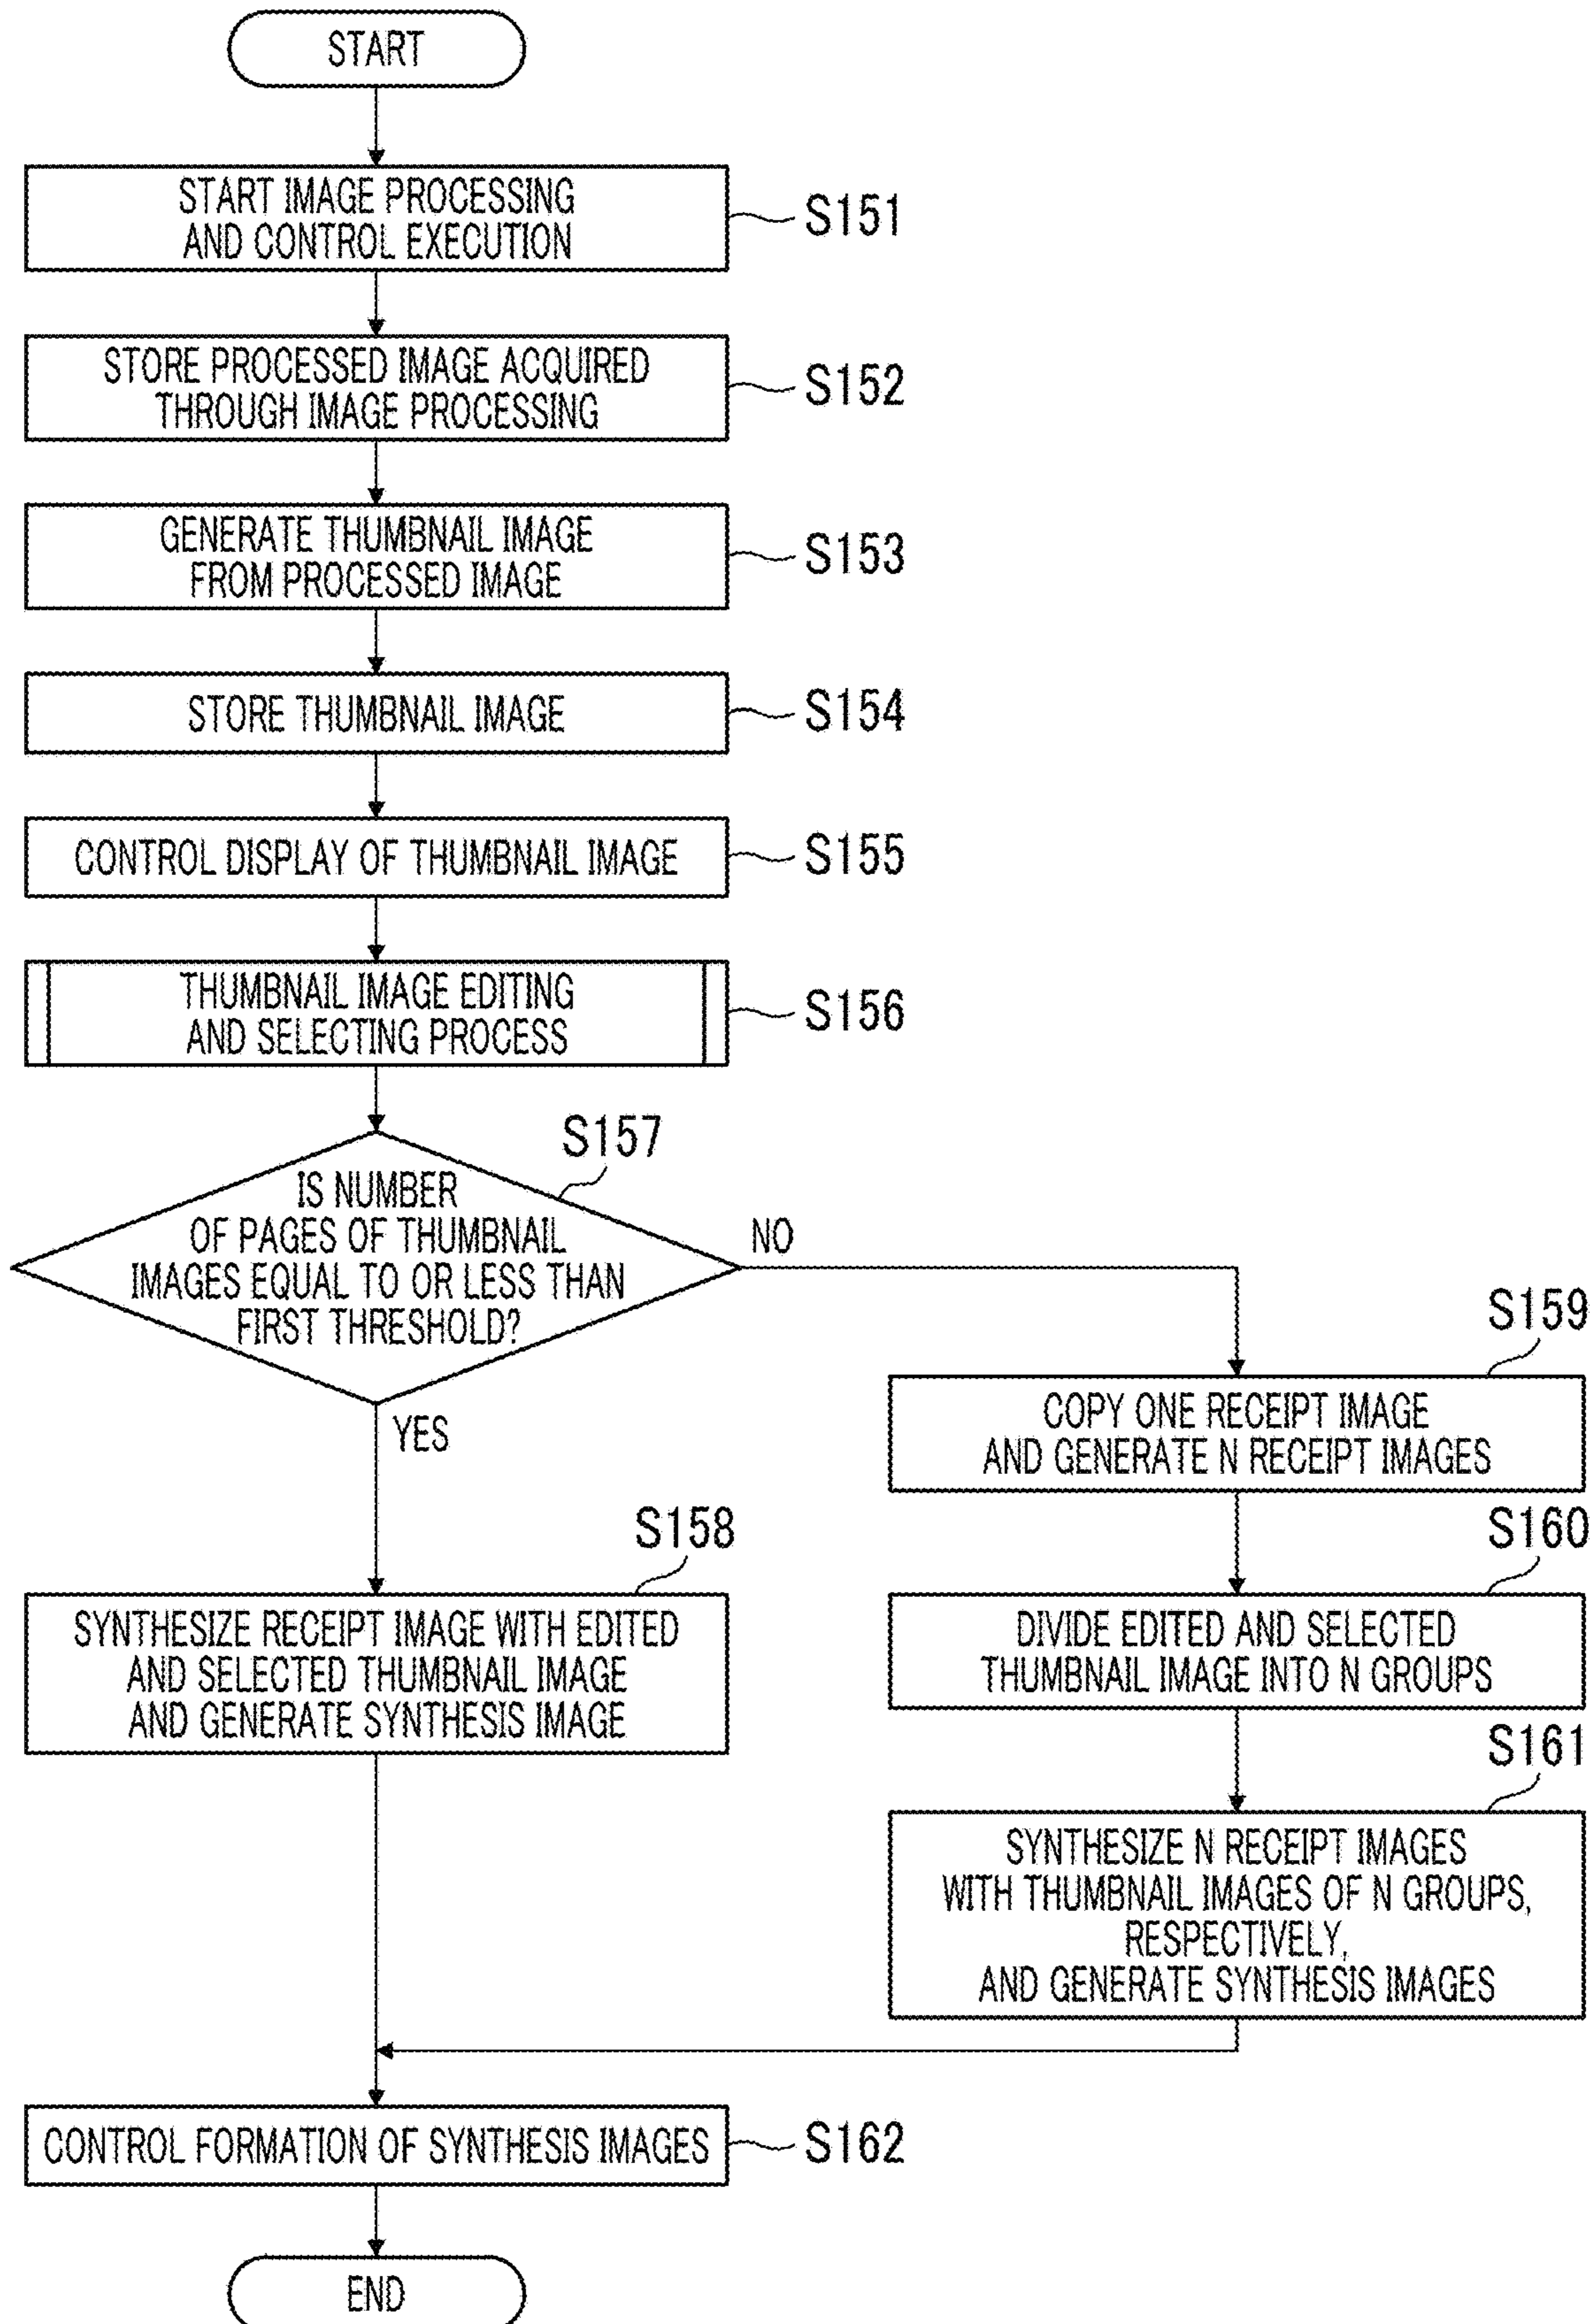 START
START IMAGE PROCESSING
AND CONTROL EXECUTION
S151
STORE PROCESSED IMAGE ACQUIRED
THROUGH IMAGE PROCESSING
S152
GENERATE THUMBNAIL IMAGE
FROM PROCESSED IMAGE
S153
STORE THUMBNAIL IMAGE
S154
CONTROL DISPLAY OF THUMBNAIL IMAGE
S155
THUMBNAIL IMAGE EDITING
AND SELECTING PROCESS
S156
S157
IS NUMBER
OF PAGES OF THUMBNAIL
IMAGES EQUAL TO OR LESS THAN
FIRST THRESHOLD?
NO
YES
S158
SYNTHESIZE RECEIPT IMAGE WITH EDITED
AND SELECTED THUMBNAIL IMAGE
AND GENERATE SYNTHESIS IMAGE
S159
COPY ONE RECEIPT IMAGE
AND GENERATE N RECEIPT IMAGES
S160
DIVIDE EDITED AND SELECTED
THUMBNAIL IMAGE INTO N GROUPS
S161
SYNTHESIZE N RECEIPT IMAGES
WITH THUMBNAIL IMAGES OF N GROUPS,
RESPECTIVELY,
AND GENERATE SYNTHESIS IMAGES
CONTROL FORMATION OF SYNTHESIS IMAGES
S162
END